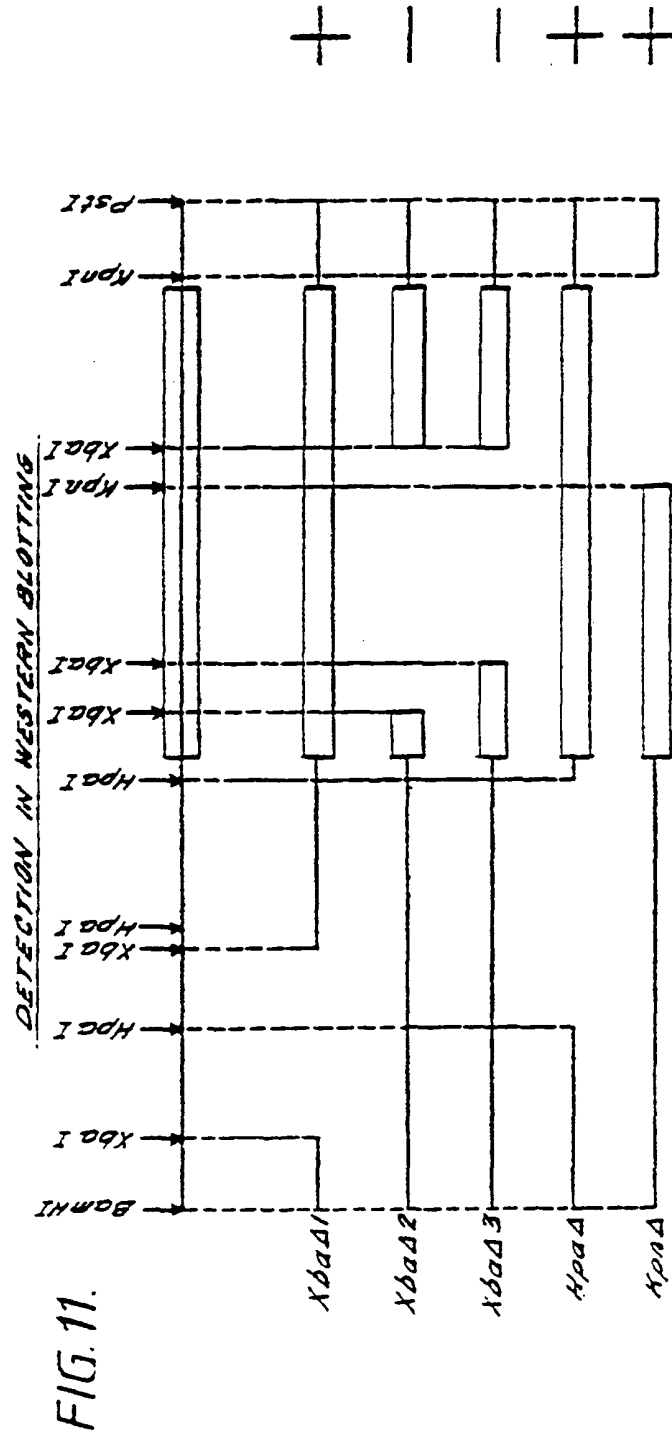 FIG. 11.
DETECTION IN WESTERN BLOTTING
BamHI
XbaI
HpaI
XbaI
HpaI
HpaI
XbaI
XbaI
KpnI
XbaI
KpnI
PstI
XbaΔ1 +
XbaΔ2 —
XbaΔ3 —
HpaΔ +
KpnΔ +